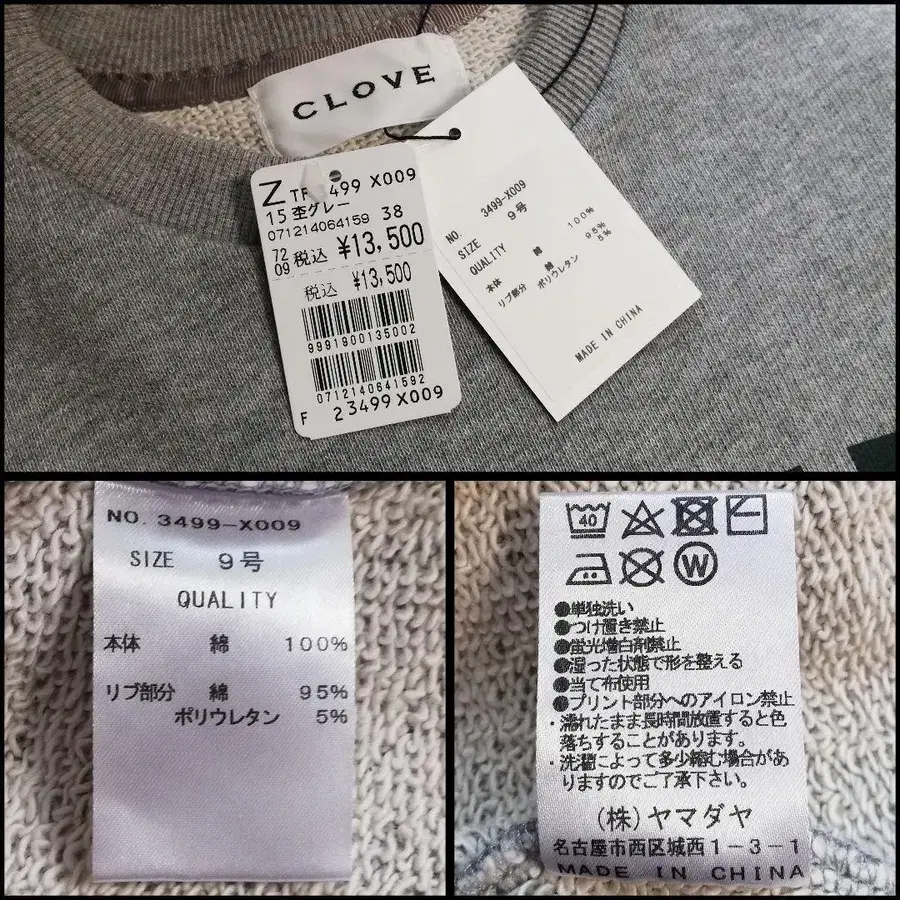 CLOVE
Z TF 3499 X009
15 杢グレー
071214064159 38
72
09 税込 ¥13,500
税込 ¥13,500
9991900135002
0712140641592
F 23499X009
NO. 3499-X009
SIZE 9号
QUALITY
本体 綿 100%
リブ部分 綿 95%
ポリウレタン 5%
MADE IN CHINA
NO. 3499-X009
SIZE 9号
QUALITY
本体 綿 100%
リブ部分 綿 95%
ポリウレタン 5%
40
W
●単独洗い
●つけ置き禁止
●蛍光増白剤禁止
●湿った状態で形を整える
●当て布使用
●プリント部分へのアイロン禁止
・濡れたまま長時間放置すると色
落ちすることがあります。
・洗濯によって多少縮む場合があ
りますのでご了承下さい。
(株)ヤマダヤ
名古屋市西区城西1-3-1
MADE IN CHINA